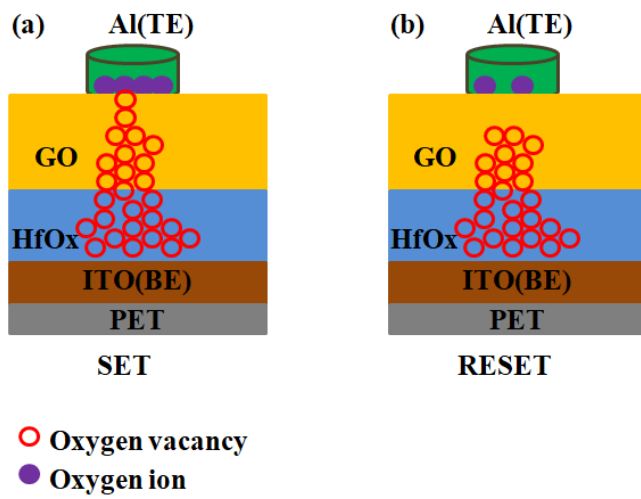 (a) Al(TE)
GO
HfOx
ITO(BE)
PET
SET
(b) Al(TE)
GO
HfOx
ITO(BE)
PET
RESET
Oxygen vacancy
Oxygen ion